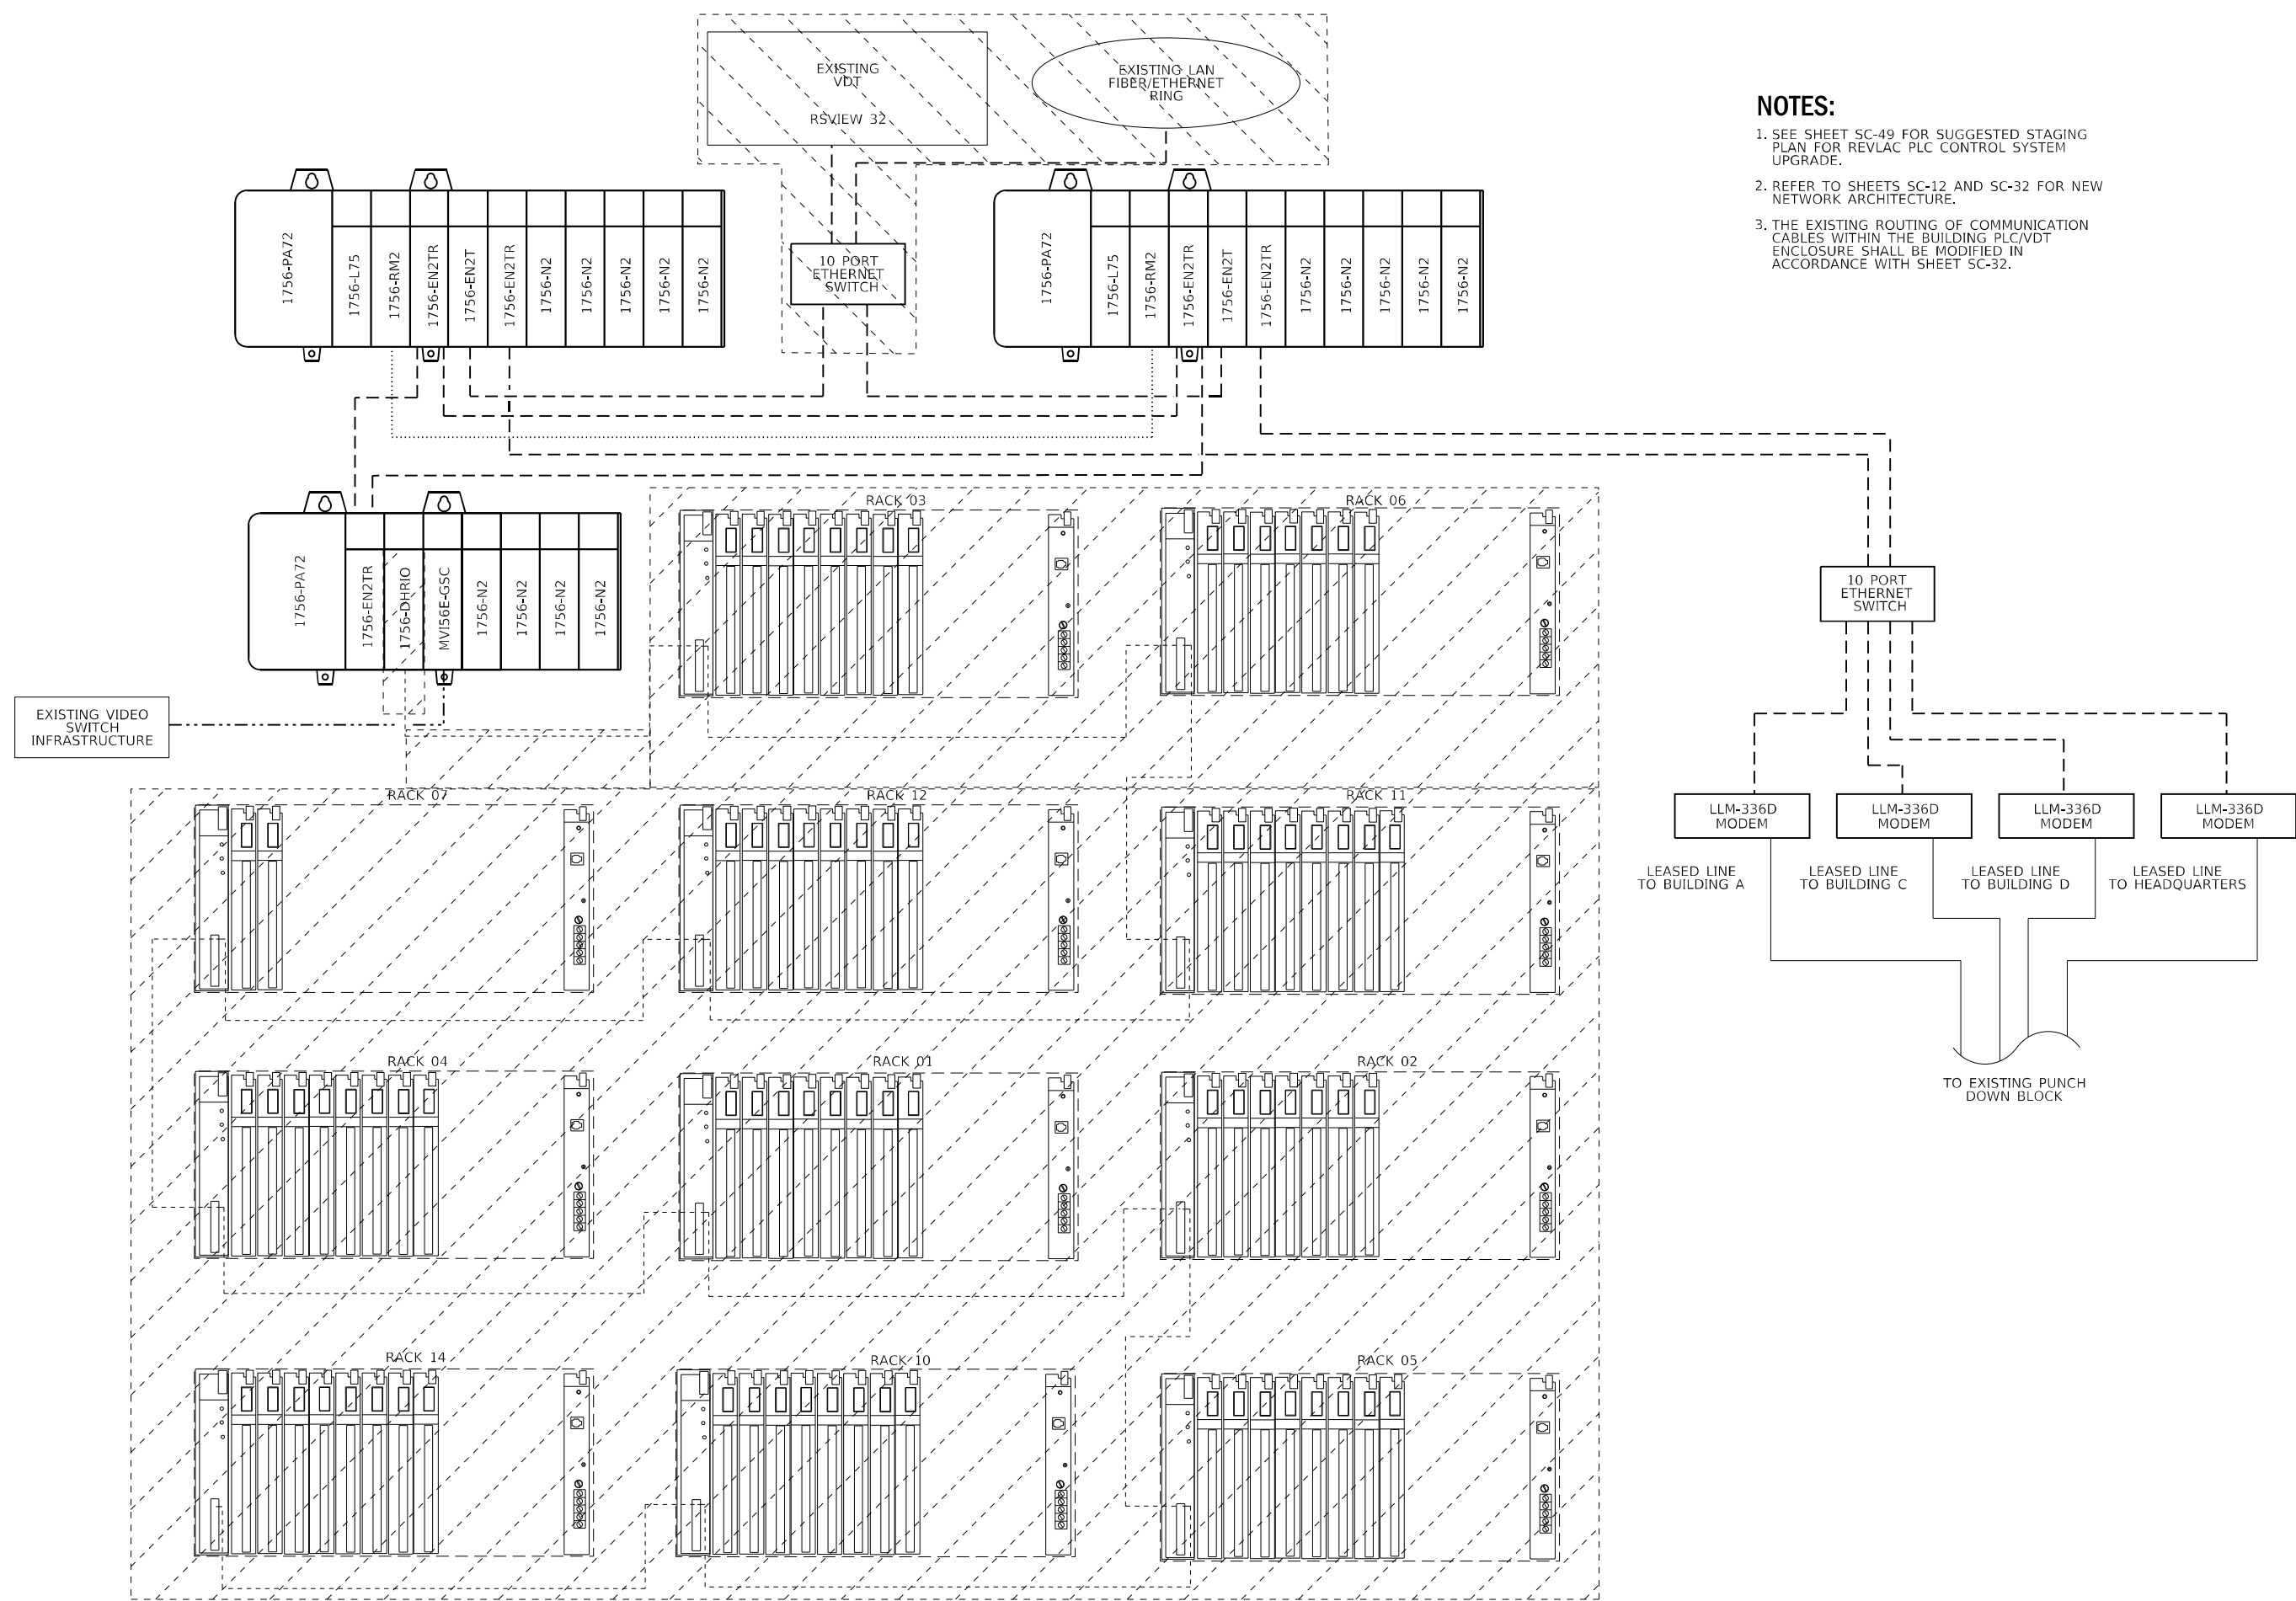 EXISTING
VDT
RSVIEW 32
EXISTING LAN
FIBER/ETHERNET
RING
NOTES:
1. SEE SHEET SC-49 FOR SUGGESTED STAGING
PLAN FOR REVLAC PLC CONTROL SYSTEM
UPGRADE.
2. REFER TO SHEETS SC-12 AND SC-32 FOR NEW
NETWORK ARCHITECTURE.
3. THE EXISTING ROUTING OF COMMUNICATION
CABLES WITHIN THE BUILDING PLC/VDT
ENCLOSURE SHALL BE MODIFIED IN
ACCORDANCE WITH SHEET SC-32.
1756-PA72
1756-L75
1756-RM2
1756-EN2TR
1756-EN2T
1756-EN2TR
1756-N2
1756-N2
1756-N2
1756-N2
1756-N2
10 PORT
ETHERNET
SWITCH
1756-PA72
1756-L75
1756-RM2
1756-EN2TR
1756-EN2T
1756-EN2TR
1756-N2
1756-N2
1756-N2
1756-N2
1756-N2
1756-PA72
1756-EN2TR
1756-DHRIO
MVI56E-GSC
1756-N2
1756-N2
1756-N2
1756-N2
RACK 03
RACK 06
10 PORT
ETHERNET
SWITCH
EXISTING VIDEO
SWITCH
INFRASTRUCTURE
RACK 07
RACK 12
RACK 11
LLM-336D
MODEM
LLM-336D
MODEM
LLM-336D
MODEM
LLM-336D
MODEM
LEASED LINE
TO BUILDING A
LEASED LINE
TO BUILDING C
LEASED LINE
TO BUILDING D
LEASED LINE
TO HEADQUARTERS
RACK 04
RACK 01
RACK 02
TO EXISTING PUNCH
DOWN BLOCK
RACK 14
RACK 10
RACK 05